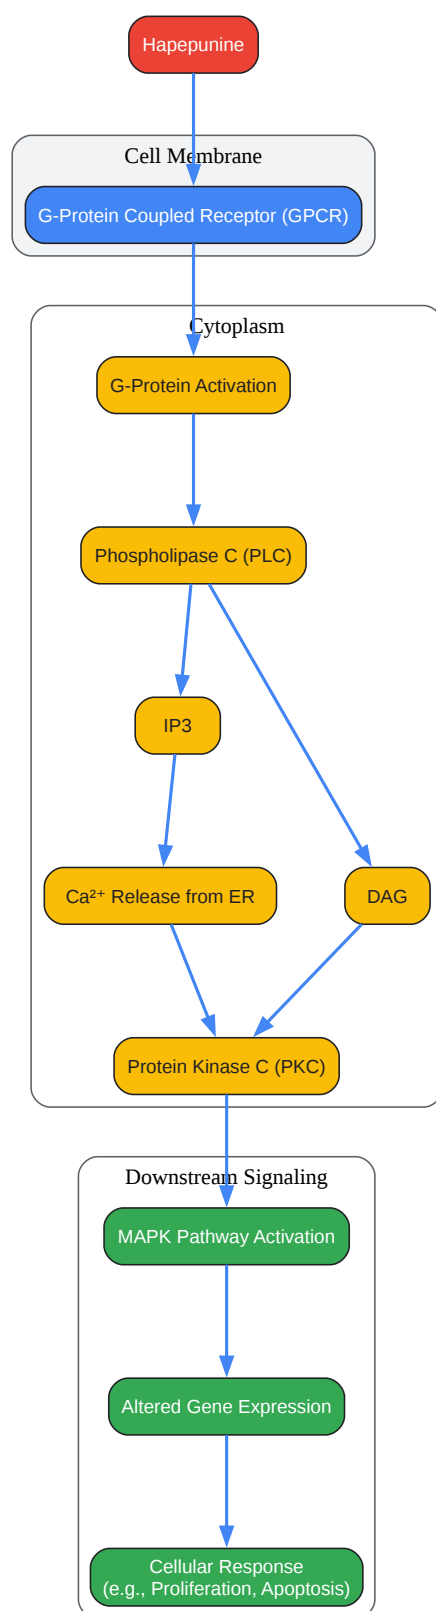 Hapepunine
Cell Membrane
G-Protein Coupled Receptor (GPCR)
Cytoplasm
G-Protein Activation
Phospholipase C (PLC)
IP3
Ca²⁺ Release from ER
DAG
Protein Kinase C (PKC)
Downstream Signaling
MAPK Pathway Activation
Altered Gene Expression
Cellular Response
(e.g., Proliferation, Apoptosis)